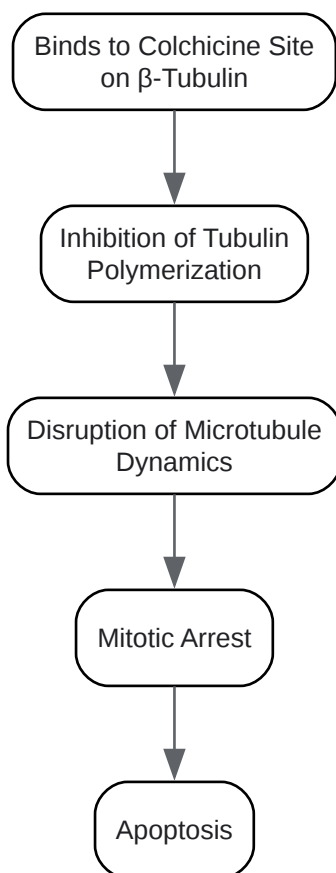 Binds to Colchicine Site
on β-Tubulin
Inhibition of Tubulin
Polymerization
Disruption of Microtubule
Dynamics
Mitotic Arrest
Apoptosis